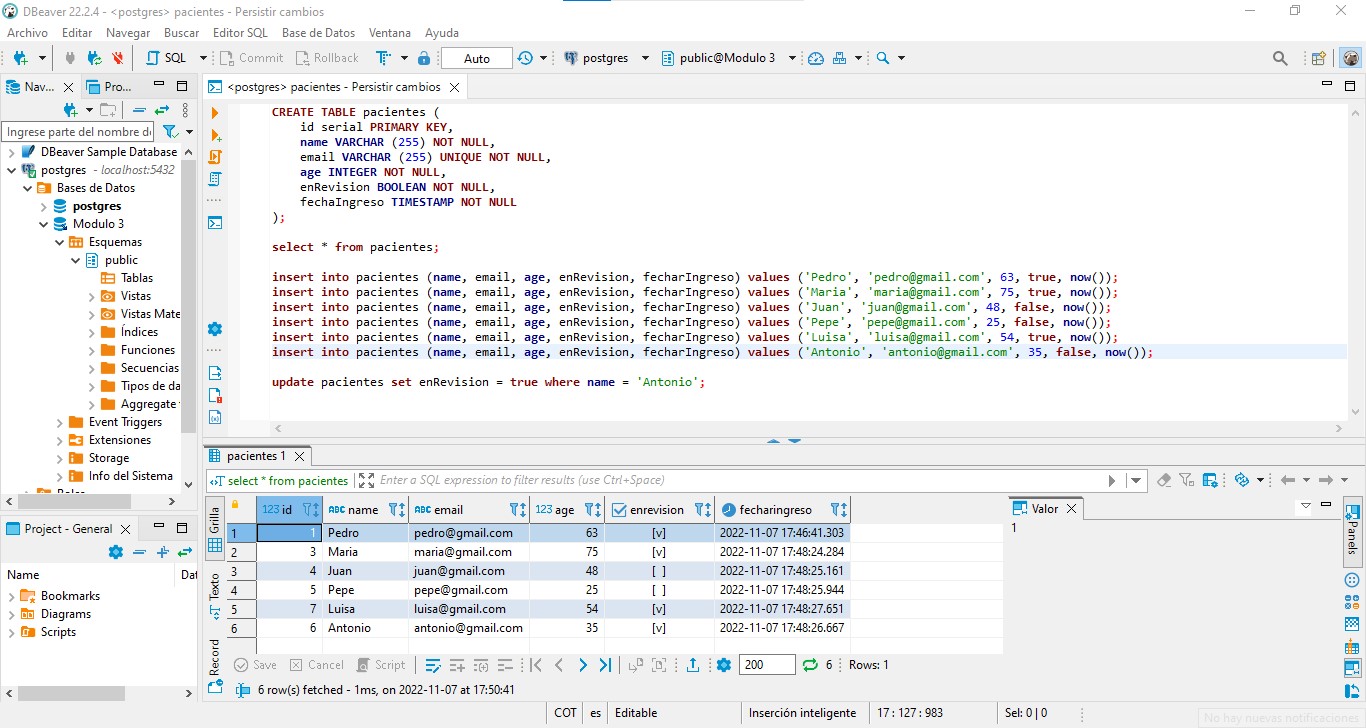 DBeaver 22.2.4 - <postgres> pacientes - Persistir cambios
Archivo Editar Navegar Buscar Editor SQL Base de Datos Ventana Ayuda
SQL Commit Rollback Auto postgres public@Modulo 3
Nav... Pro...
<postgres> pacientes - Persistir cambios
Ingrese parte del nombre de
DBeaver Sample Database
postgres - localhost:5432
Bases de Datos
postgres
Modulo 3
Esquemas
public
Tablas
Vistas
Vistas Mate
Índices
Funciones
Secuencias
Tipos de da
Aggregate
Event Triggers
Extensiones
Storage
Info del Sistema
CREATE TABLE pacientes (
id serial PRIMARY KEY,
name VARCHAR (255) NOT NULL,
email VARCHAR (255) UNIQUE NOT NULL,
age INTEGER NOT NULL,
enRevision BOOLEAN NOT NULL,
fechaIngreso TIMESTAMP NOT NULL
);
select * from pacientes;
insert into pacientes (name, email, age, enRevision, fecharIngreso) values ('Pedro', 'pedro@gmail.com', 63, true, now());
insert into pacientes (name, email, age, enRevision, fecharIngreso) values ('Maria', 'maria@gmail.com', 75, true, now());
insert into pacientes (name, email, age, enRevision, fecharIngreso) values ('Juan', 'juan@gmail.com', 48, false, now());
insert into pacientes (name, email, age, enRevision, fecharIngreso) values ('Pepe', 'pepe@gmail.com', 25, false, now());
insert into pacientes (name, email, age, enRevision, fecharIngreso) values ('Luisa', 'luisa@gmail.com', 54, true, now());
insert into pacientes (name, email, age, enRevision, fecharIngreso) values ('Antonio', 'antonio@gmail.com', 35, false, now());
update pacientes set enRevision = true where name = 'Antonio';
Project - General
Name Dat
Bookmarks
Diagrams
Scripts
pacientes 1
select * from pacientes Enter a SQL expression to filter results (use Ctrl+Space)
Grilla
Texto
Record
123 id ABC name ABC email 123 age enrevision fecharingreso
1 1 Pedro pedro@gmail.com 63 [v] 2022-11-07 17:46:41.303
2 3 Maria maria@gmail.com 75 [v] 2022-11-07 17:48:24.284
3 4 Juan juan@gmail.com 48 [ ] 2022-11-07 17:48:25.161
4 5 Pepe pepe@gmail.com 25 [ ] 2022-11-07 17:48:25.944
5 7 Luisa luisa@gmail.com 54 [v] 2022-11-07 17:48:27.651
6 6 Antonio antonio@gmail.com 35 [v] 2022-11-07 17:48:26.667
Valor
1
Panels
Save Cancel Script 200 6 Rows: 1
6 row(s) fetched - 1ms, on 2022-11-07 at 17:50:41
COT es Editable Inserción inteligente 17 : 127 : 983 Sel: 0 | 0
No hay nuevas notificaciones